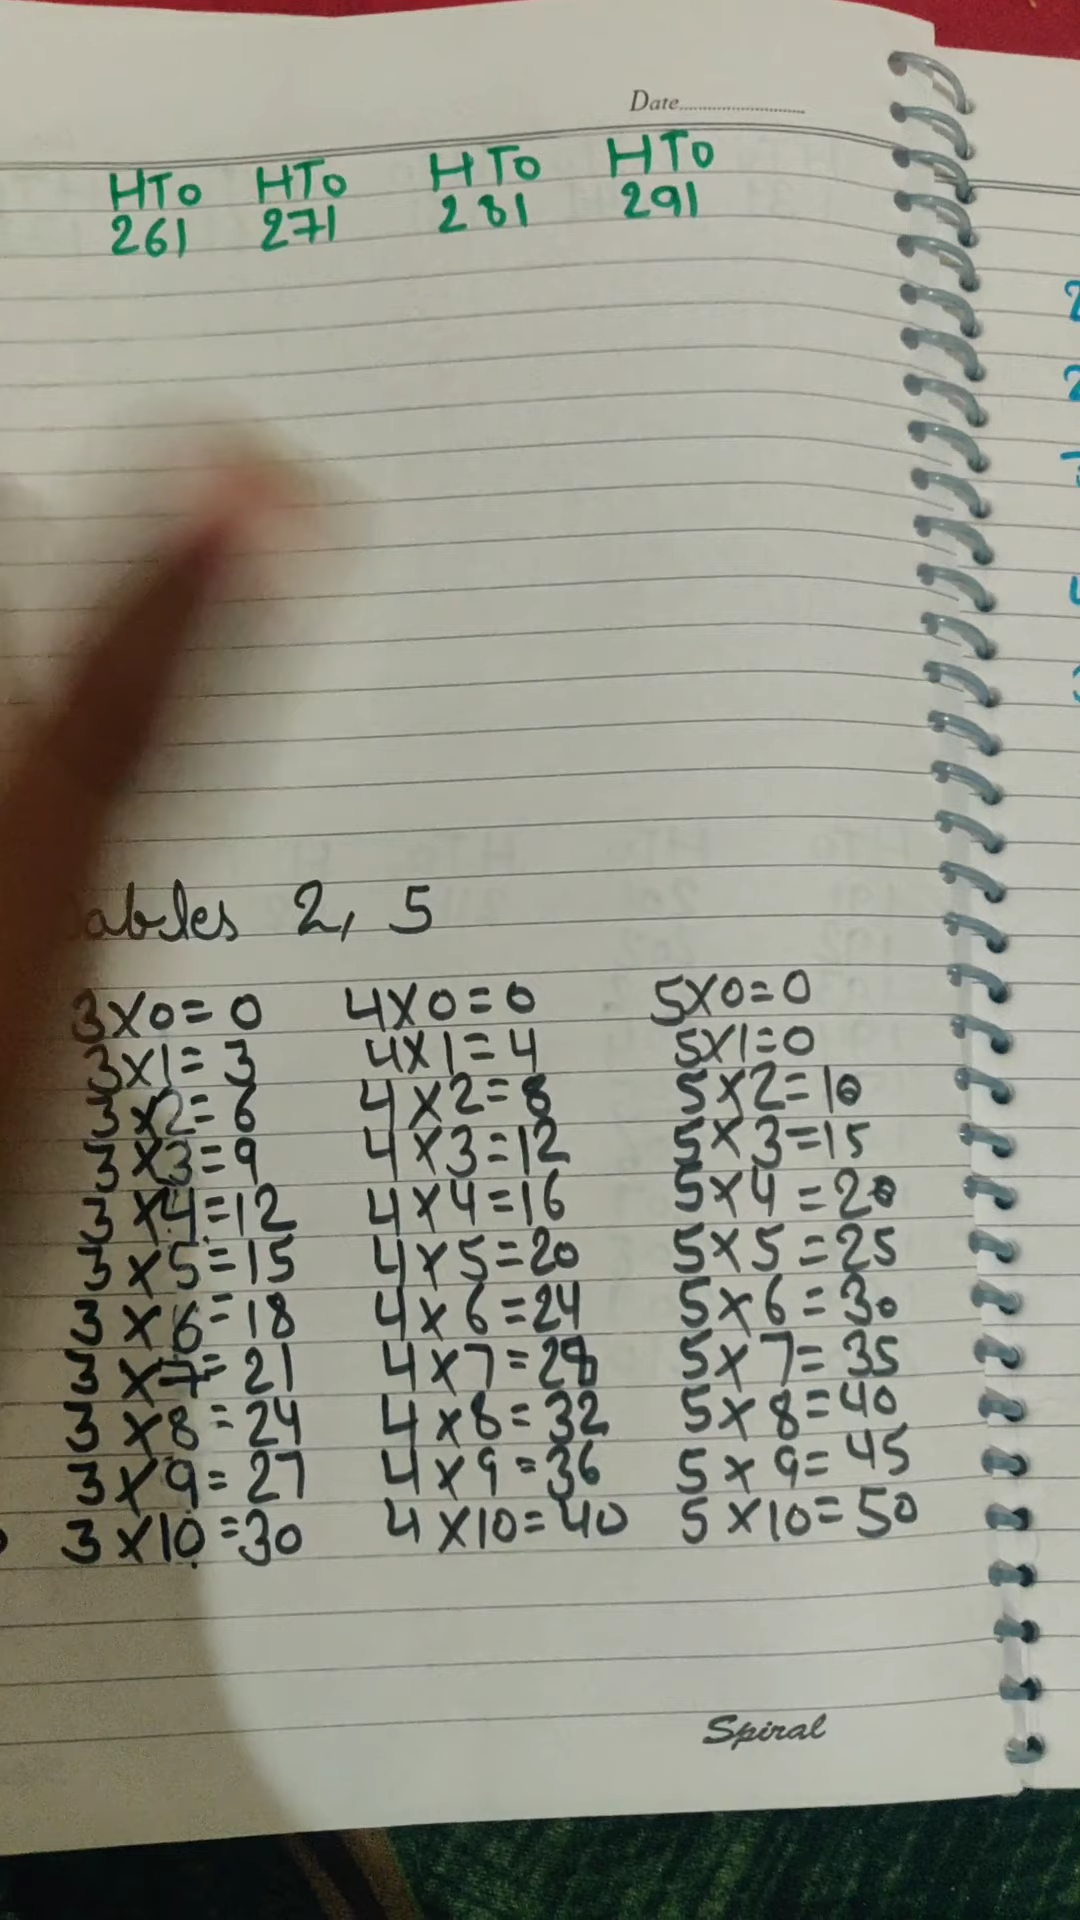 Date
HTO HTO HTO HTO
261 271 281 291
ables 2, 5
3x0=0 4x0=0 5x0=0
3x1=3 4x1=4 5x1=0
3x2=6 4x2=8 5x2=10
3x3=9 4x3=12 5x3=15
3x4=12 4x4=16 5x4=20
3x5=15 4x5=20 5x5=25
3x6=18 4x6=24 5x6=30
3x7=21 4x7=28 5x7=35
3x8=24 4x8=32 5x8=40
3x9=27 4x9=36 5x9=45
3x10=30 4x10=40 5x10=50
Spiral